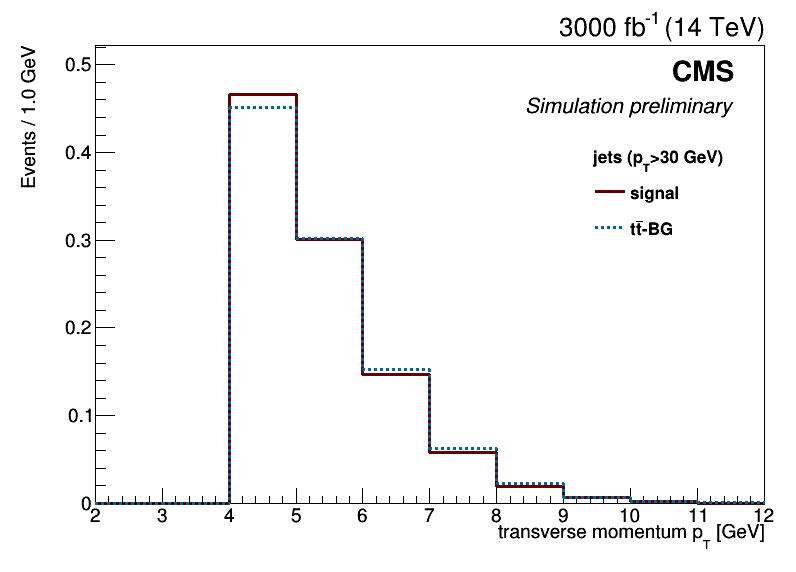 3000 fb⁻¹ (14 TeV)
Events / 1.0 GeV
CMS
Simulation preliminary
jets (p_T>30 GeV)
signal
tt̄-BG
0.5
0.4
0.3
0.2
0.1
0
2 3 4 5 6 7 8 9 10 11 12
transverse momentum p_T [GeV]